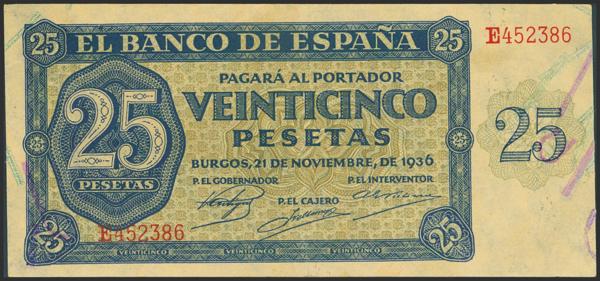 25 EL BANCO DE ESPAÑA 25
E452386
PAGARÁ AL PORTADOR
25
PESETAS
VEINTICINCO
PESETAS
25
BURGOS, 21 DE NOVIEMBRE, DE 1936
P. EL GOBERNADOR
P. EL INTERVENTOR
P. EL CAJERO
E452386
25
VEINTICINCO VEINTICINCO VEINTICINCO
25